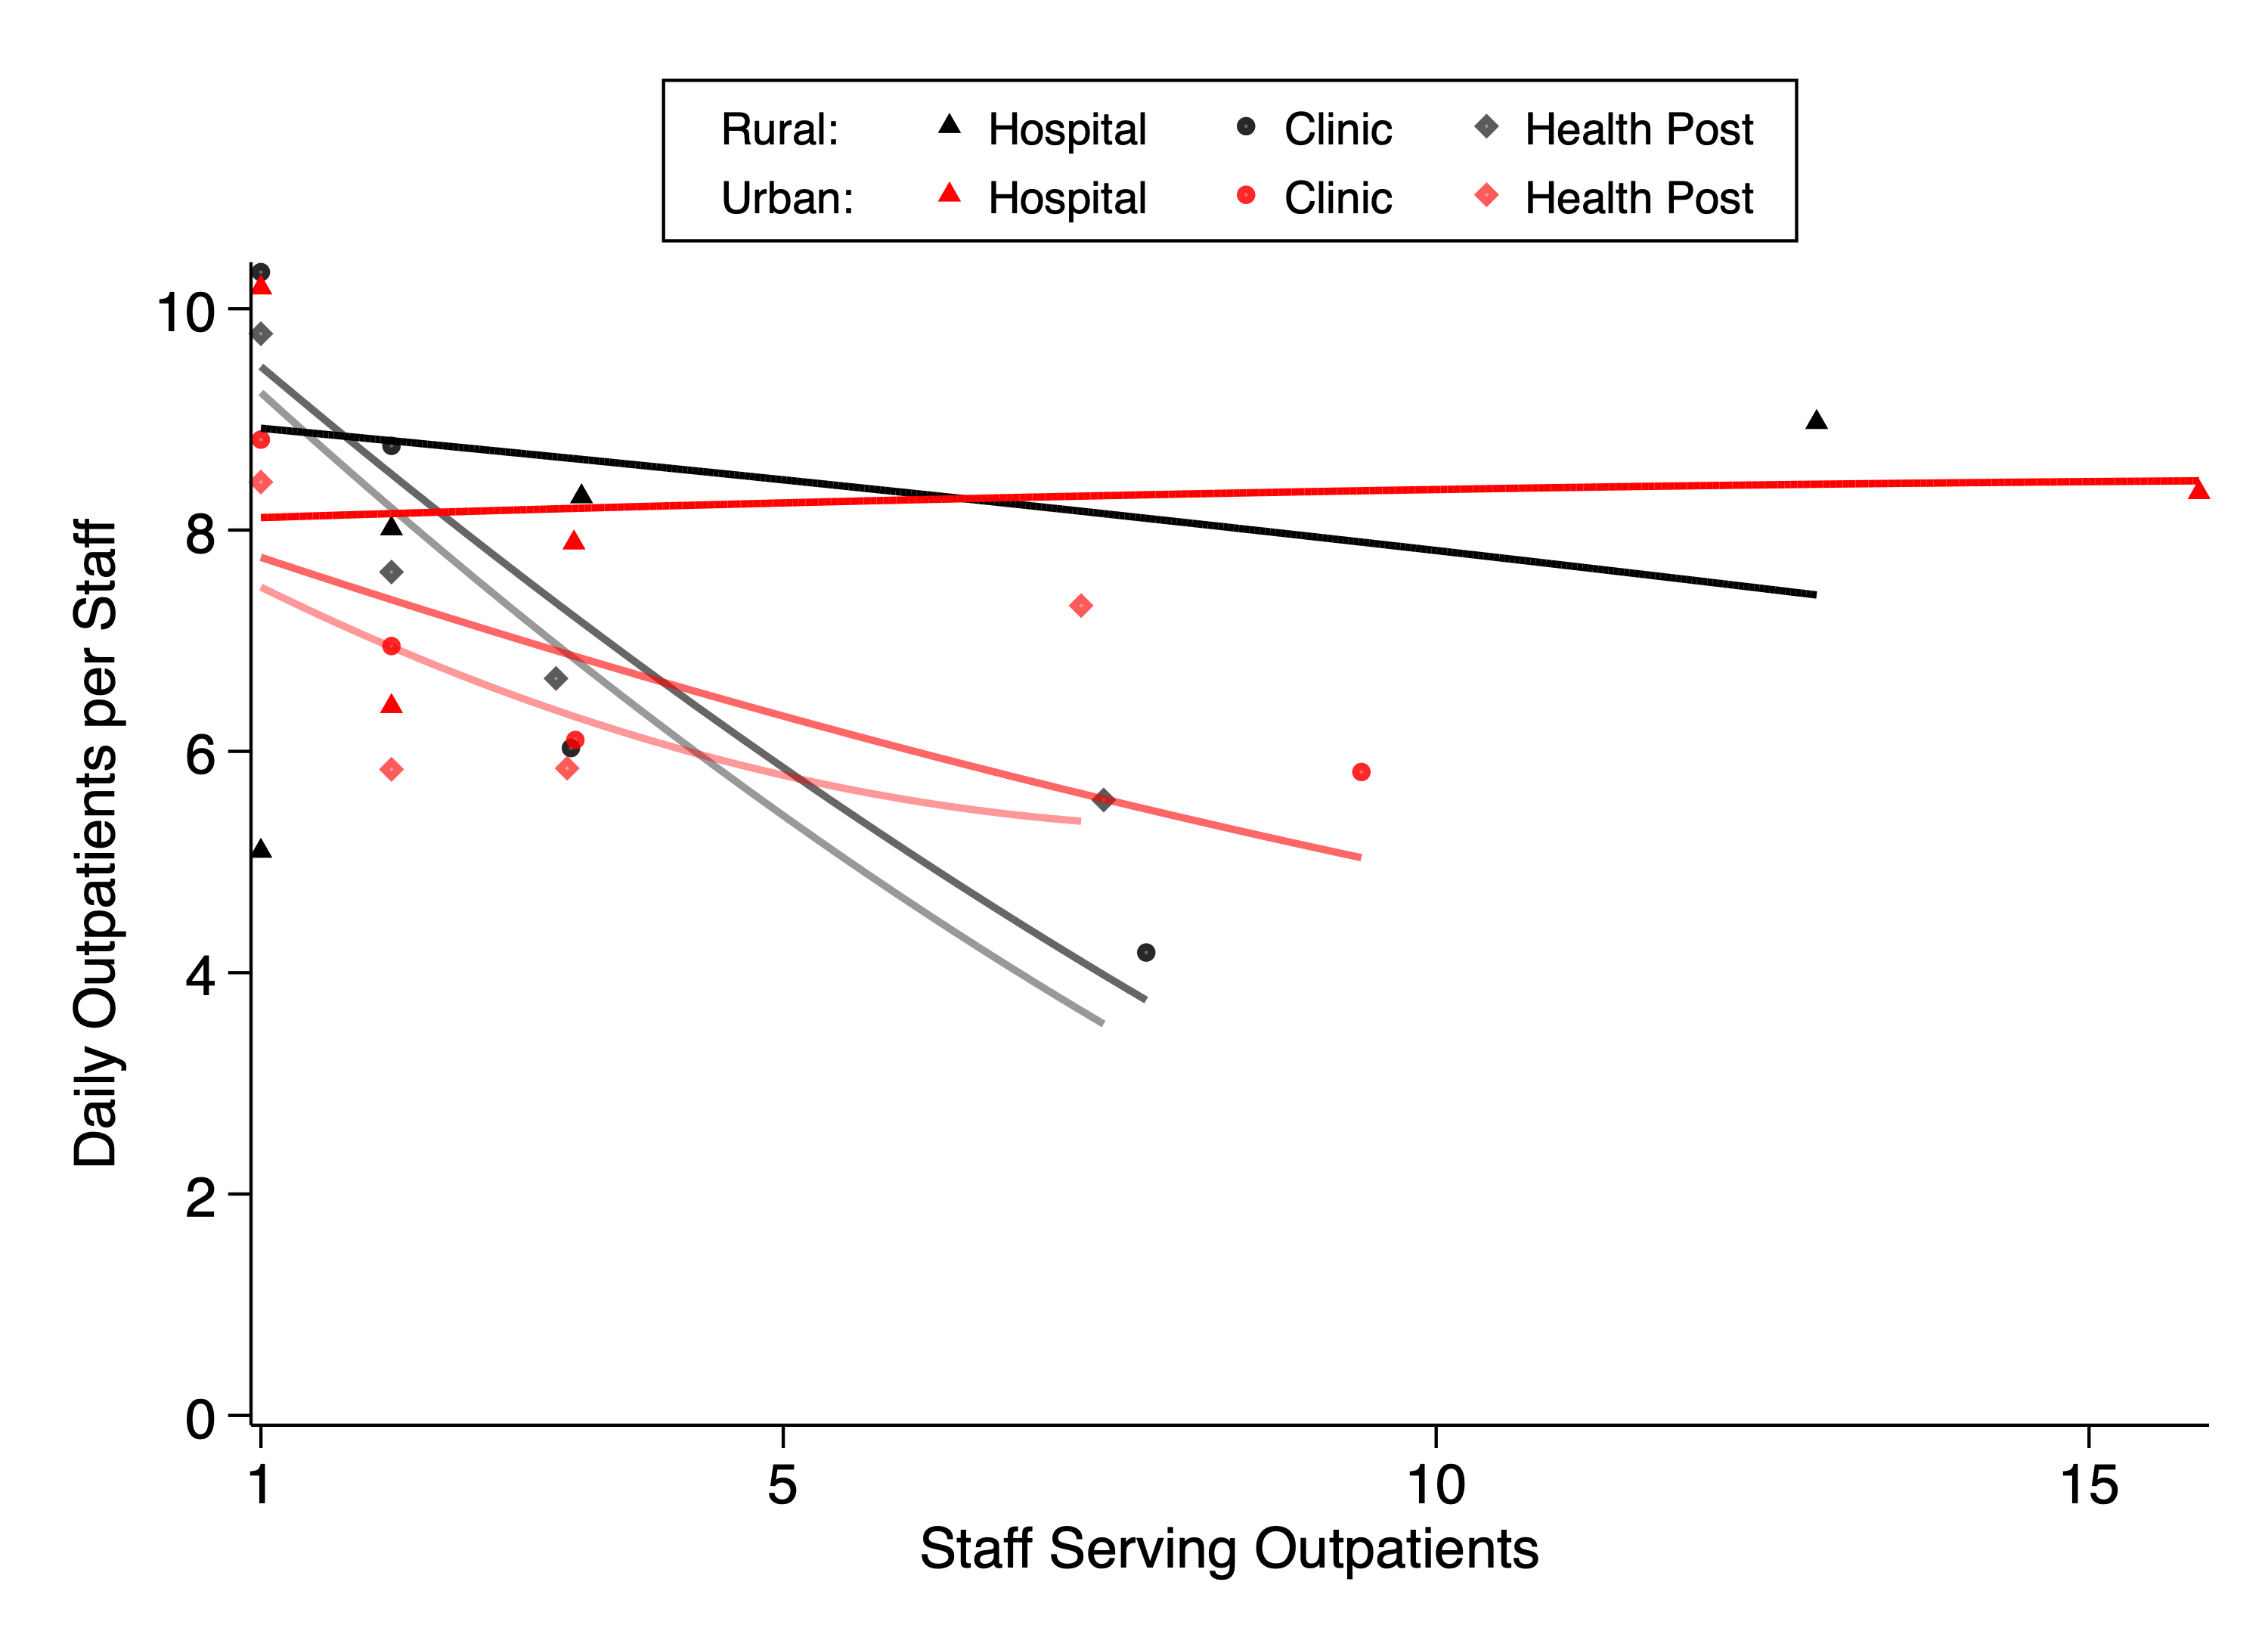 Rural: Hospital Clinic Health Post
Urban: Hospital Clinic Health Post
10
8
6
4
2
0
Daily Outpatients per Staff
1 5 10 15
Staff Serving Outpatients